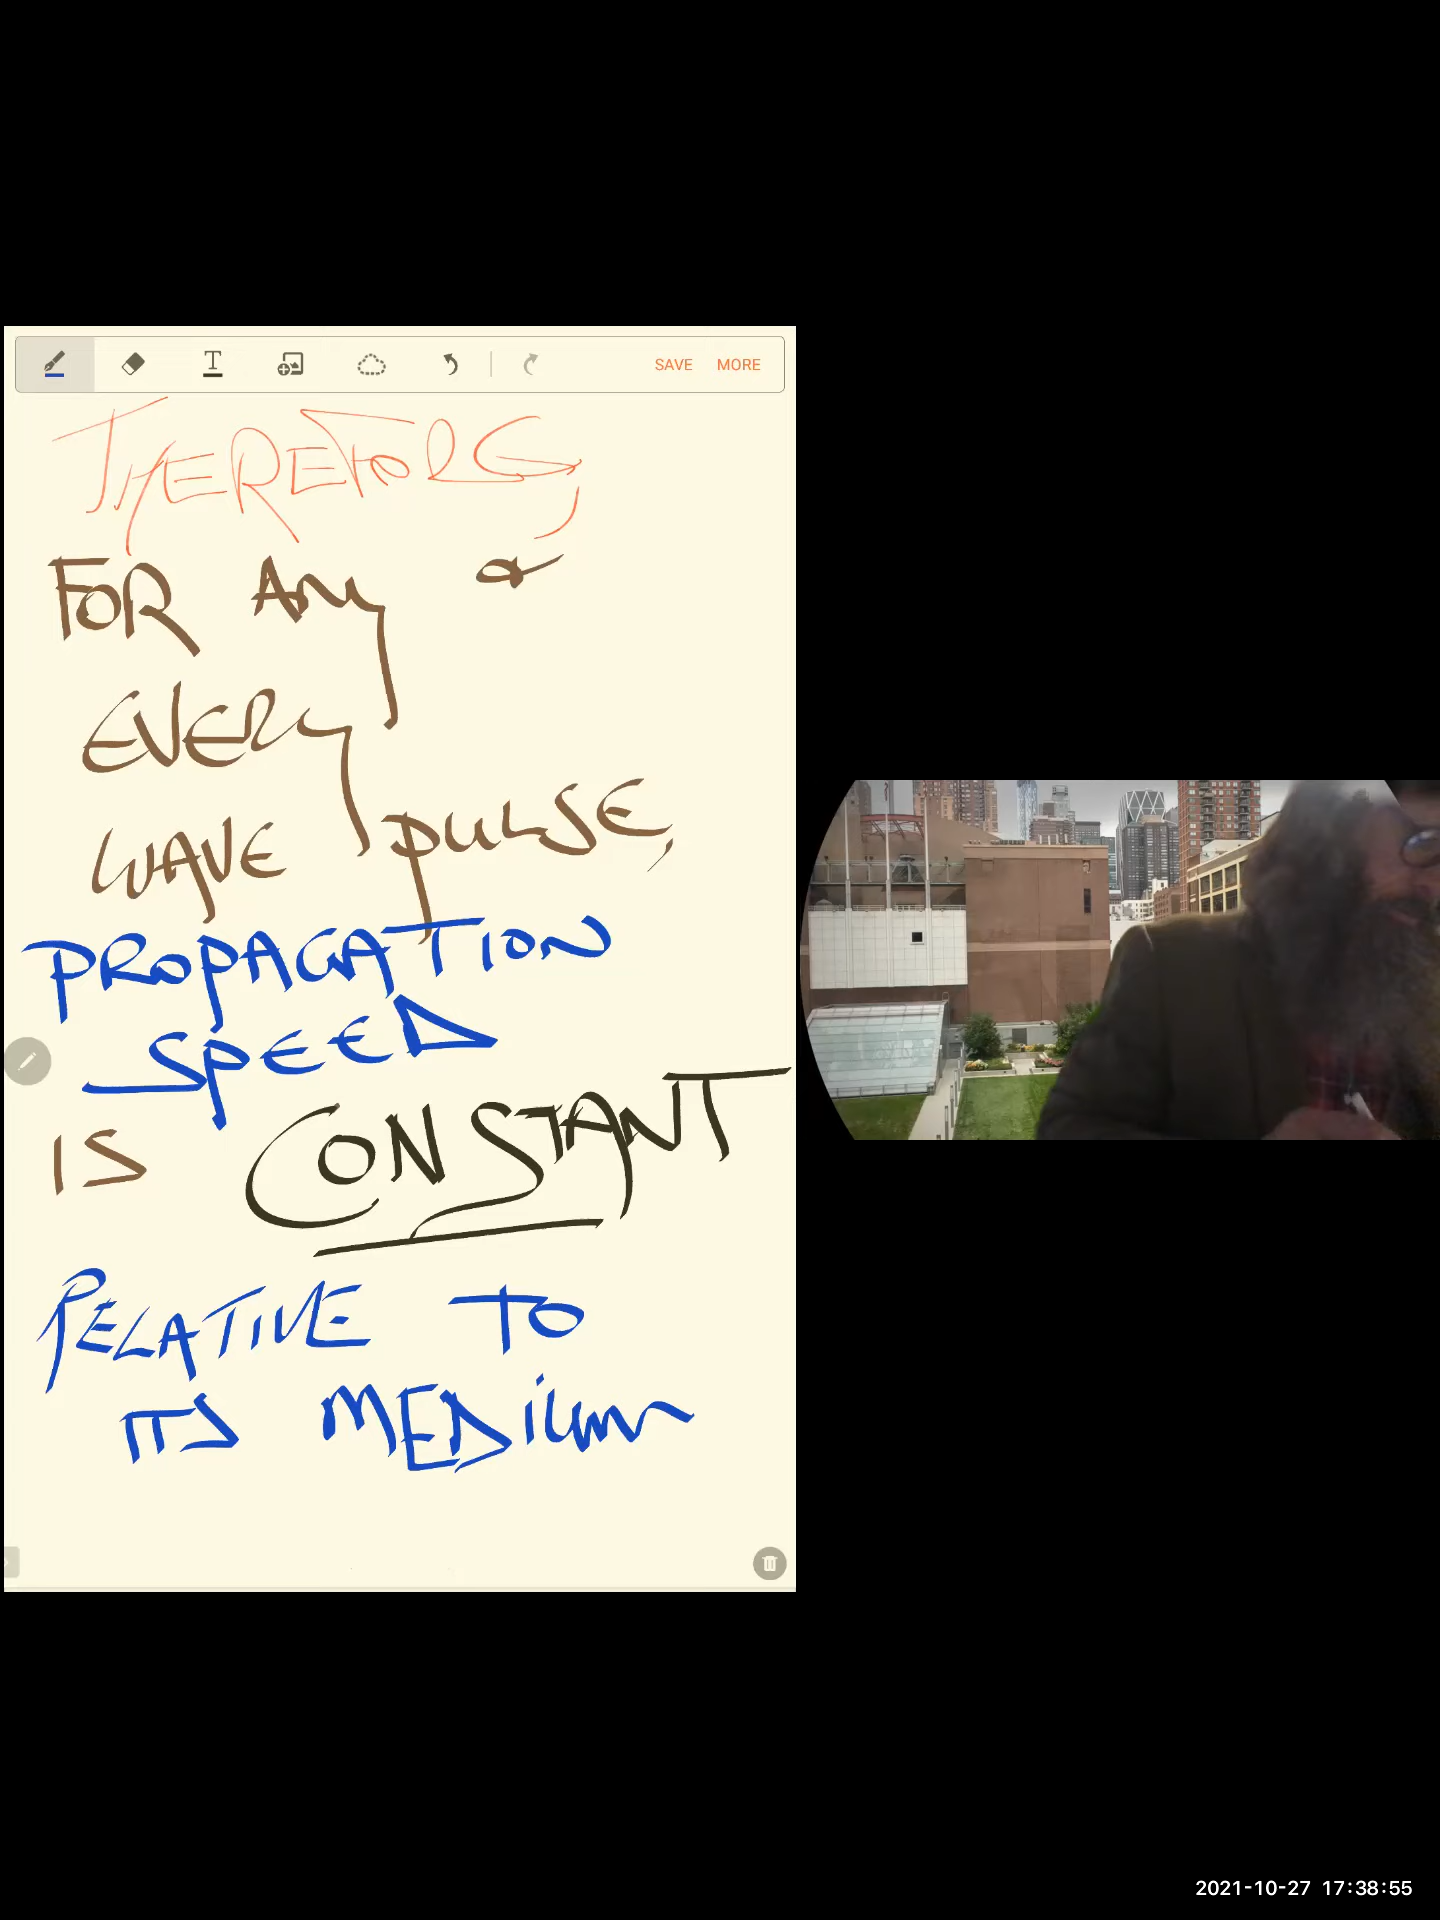 T
SAVE MORE
THEREFORE,
FOR ANY &
EVERY
WAVE PULSE,
PROPAGATION
SPEED
IS CONSTANT
RELATIVE TO
ITS MEDIUM
2021-10-27 17:38:55